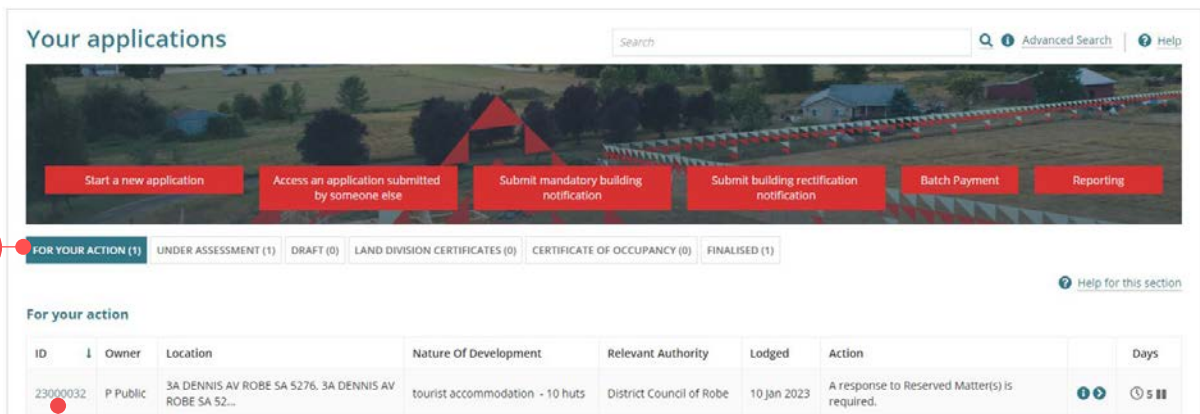 Your applications
Search
Advanced Search
Help
Start a new application
Access an application submitted
by someone else
Submit mandatory building
notification
Submit building rectification
notification
Batch Payment
Reporting
FOR YOUR ACTION (1)
UNDER ASSESSMENT (1)
DRAFT (0)
LAND DIVISION CERTIFICATES (0)
CERTIFICATE OF OCCUPANCY (0)
FINALISED (1)
Help for this section
For your action
ID Owner Location Nature Of Development Relevant Authority Lodged Action Days
23000032 P Public 3A DENNIS AV ROBE SA 5276, 3A DENNIS AV
ROBE SA 52... tourist accommodation - 10 huts District Council of Robe 10 Jan 2023 A response to Reserved Matter(s) is
required. 5